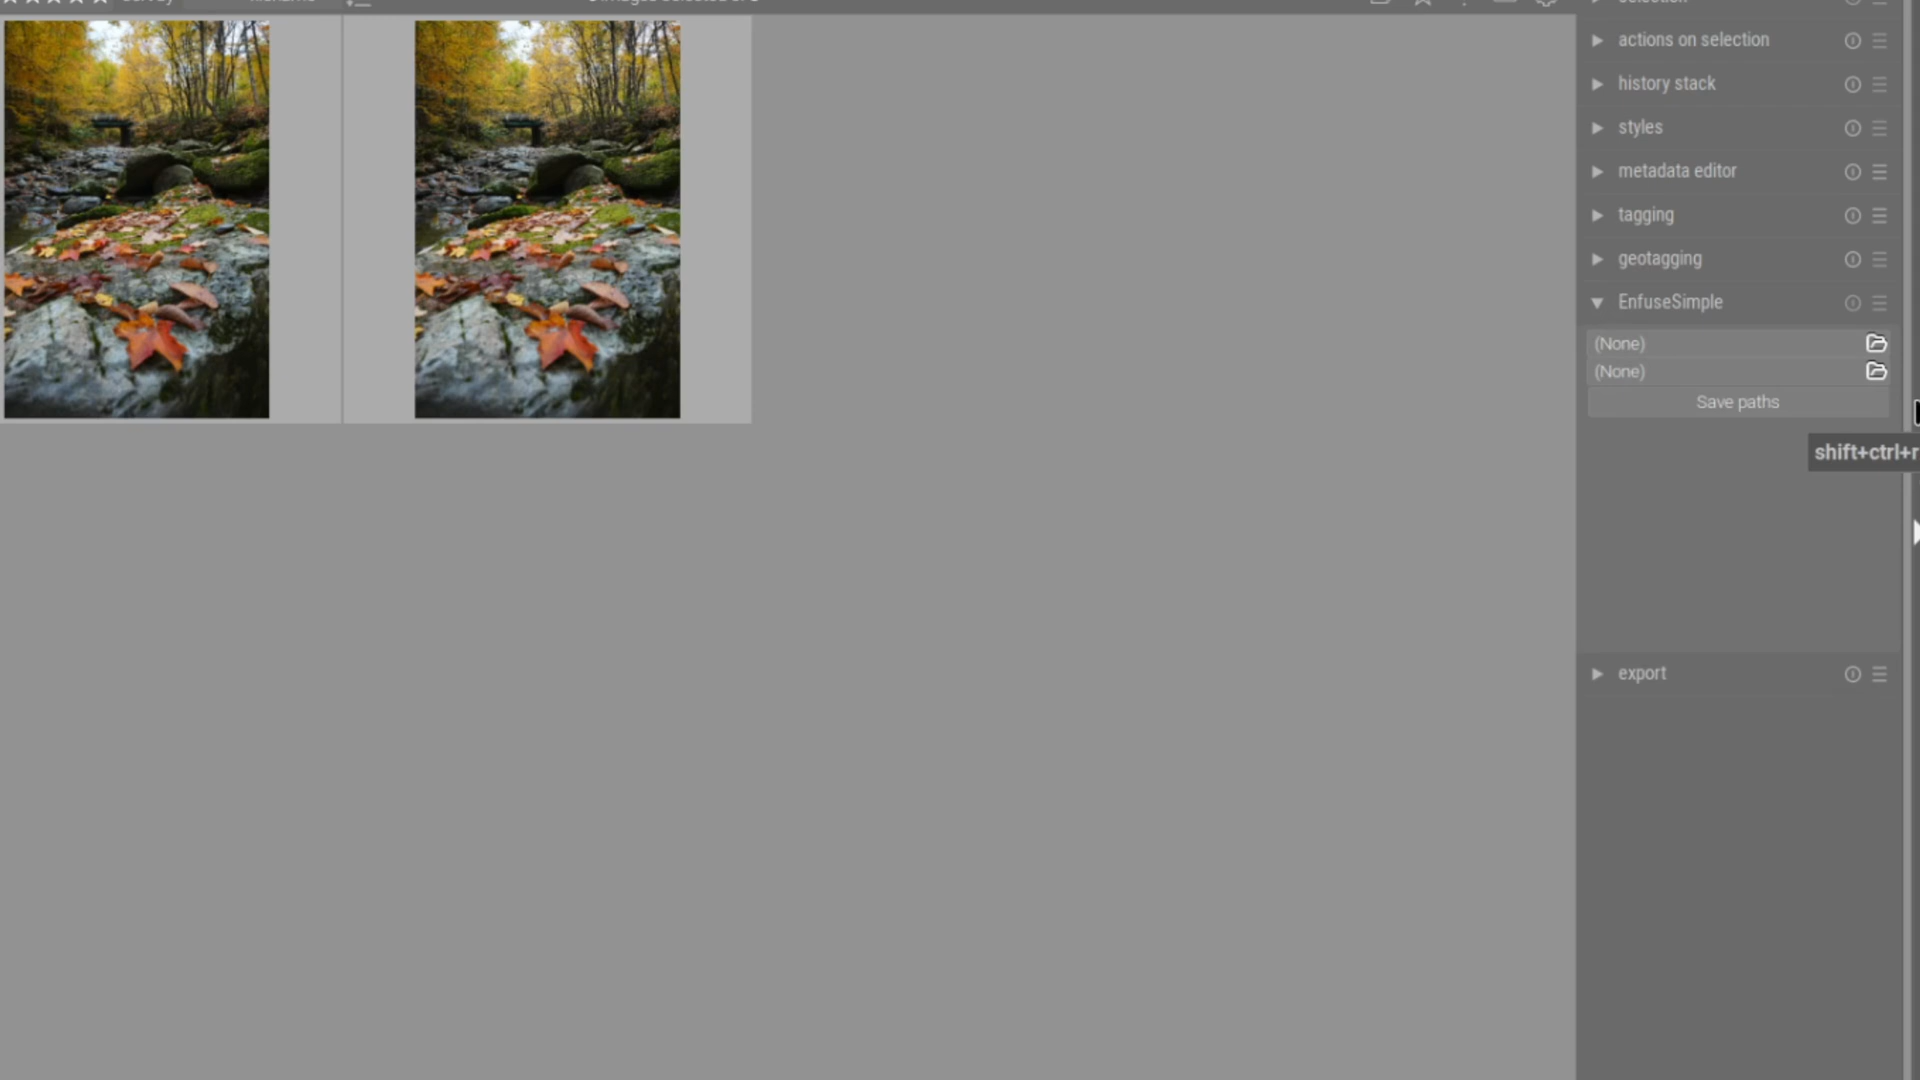 actions on selection
history stack
styles
metadata editor
tagging
geotagging
EnfuseSimple
(None)
(None)
Save paths
shift+ctrl+r
export